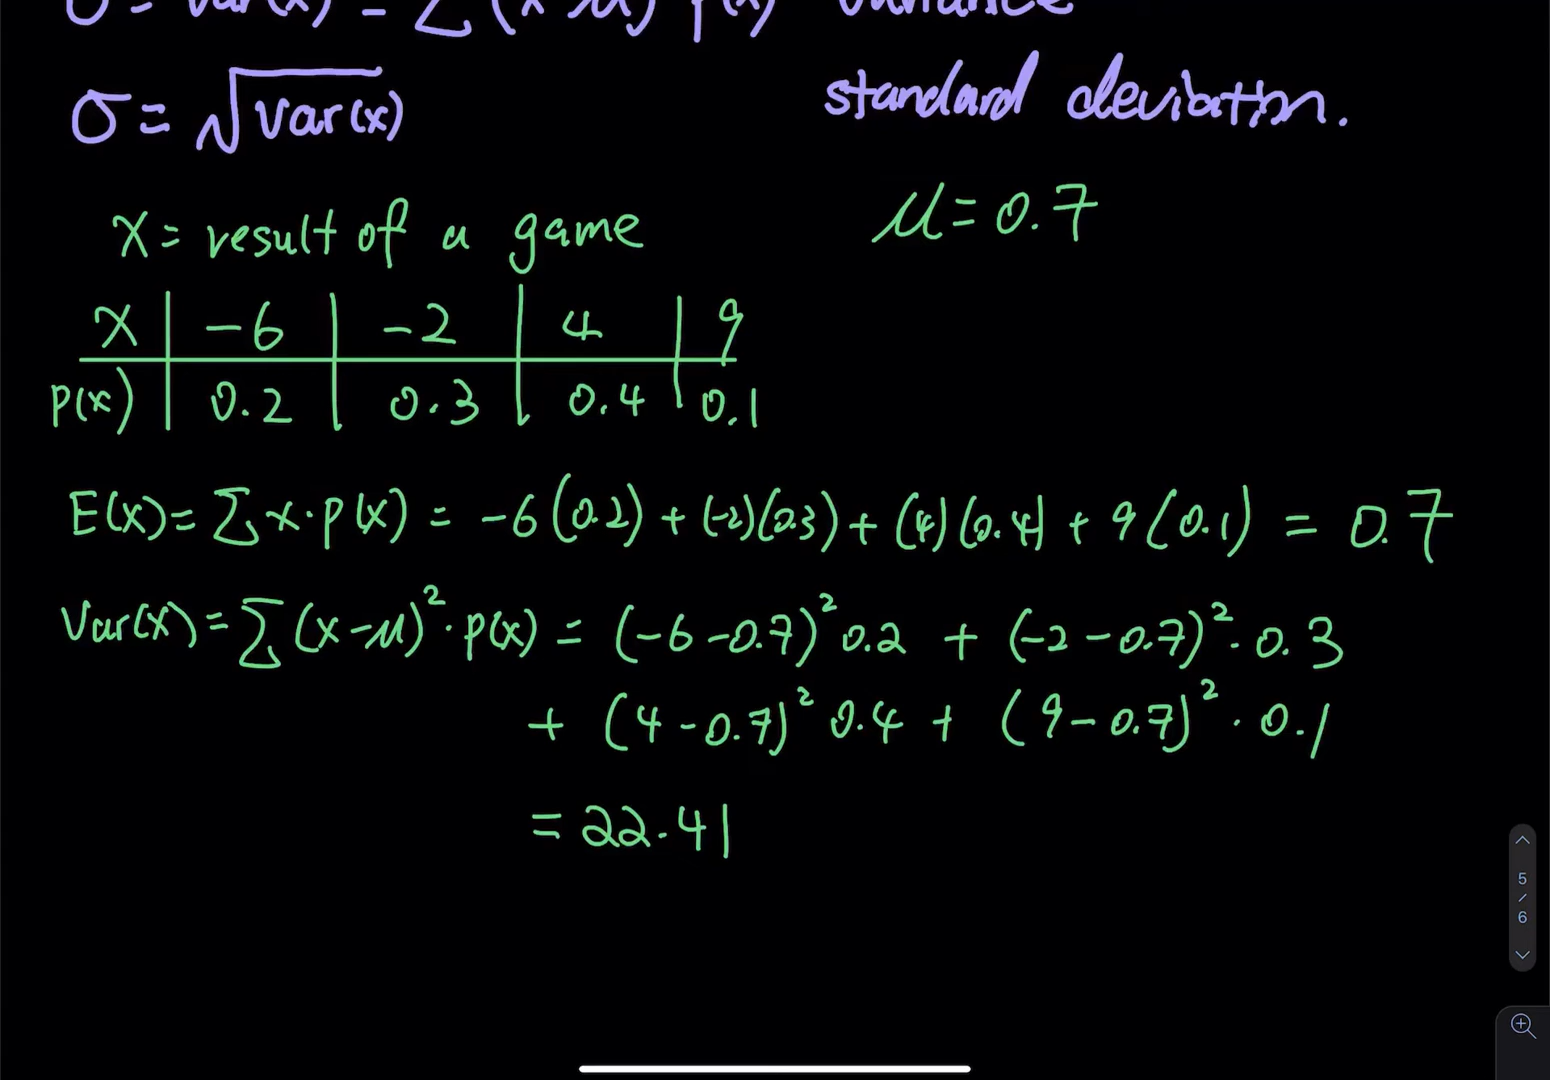 σ = Var(x) = Σ (x-μ) p(x) variance
σ = √Var(x) standard deviation.
X = result of a game μ = 0.7
X | -6 | -2 | 4 | 9
P(x) | 0.2 | 0.3 | 0.4 | 0.1
E(x) = Σ x · p(x) = -6(0.2) + (-2)(0.3) + (4)(0.4) + 9(0.1) = 0.7
Var(x) = Σ (x-μ)² · p(x) = (-6-0.7)² 0.2 + (-2-0.7)² · 0.3
+ (4-0.7)² 0.4 + (9-0.7)² · 0.1
= 22.41
5
/
6